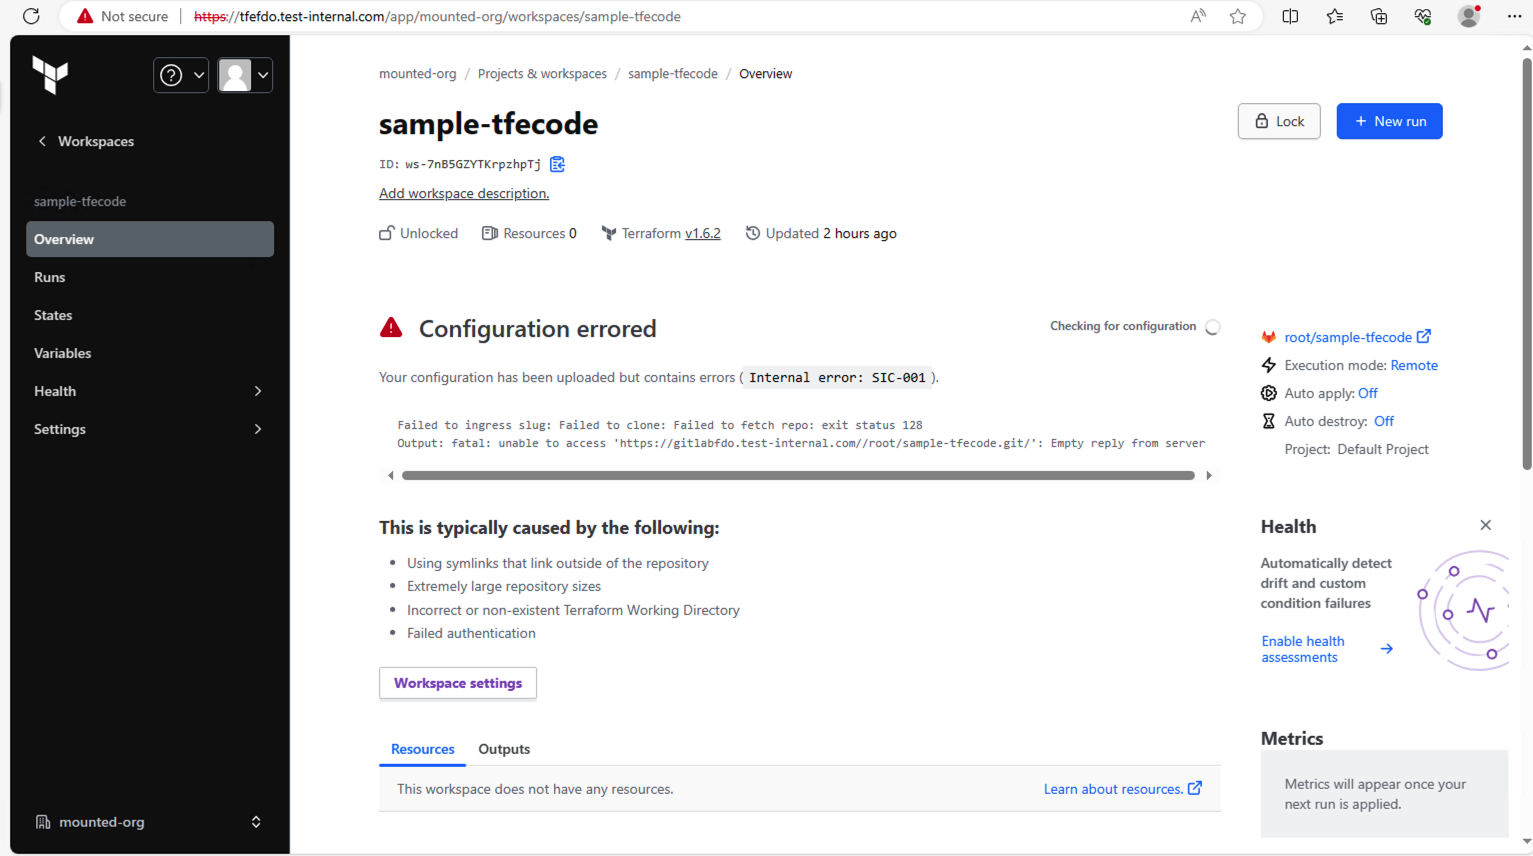 Not secure https://tfefdo.test-internal.com/app/mounted-org/workspaces/sample-tfecode
Workspaces
sample-tfecode
Overview
Runs
States
Variables
Health
Settings
mounted-org
mounted-org / Projects & workspaces / sample-tfecode / Overview
sample-tfecode
Lock
+ New run
ID: ws-7nB5GZYTKrpzhpTj
Add workspace description.
Unlocked Resources 0 Terraform v1.6.2 Updated 2 hours ago
Configuration errored
Checking for configuration
Your configuration has been uploaded but contains errors ( Internal error: SIC-001 ).
Failed to ingress slug: Failed to clone: Failed to fetch repo: exit status 128
Output: fatal: unable to access 'https://gitlabfdo.test-internal.com//root/sample-tfecode.git/': Empty reply from server
This is typically caused by the following:
• Using symlinks that link outside of the repository
• Extremely large repository sizes
• Incorrect or non-existent Terraform Working Directory
• Failed authentication
Workspace settings
Resources Outputs
This workspace does not have any resources.
Learn about resources.
root/sample-tfecode
Execution mode: Remote
Auto apply: Off
Auto destroy: Off
Project: Default Project
Health
Automatically detect
drift and custom
condition failures
Enable health
assessments
Metrics
Metrics will appear once your
next run is applied.